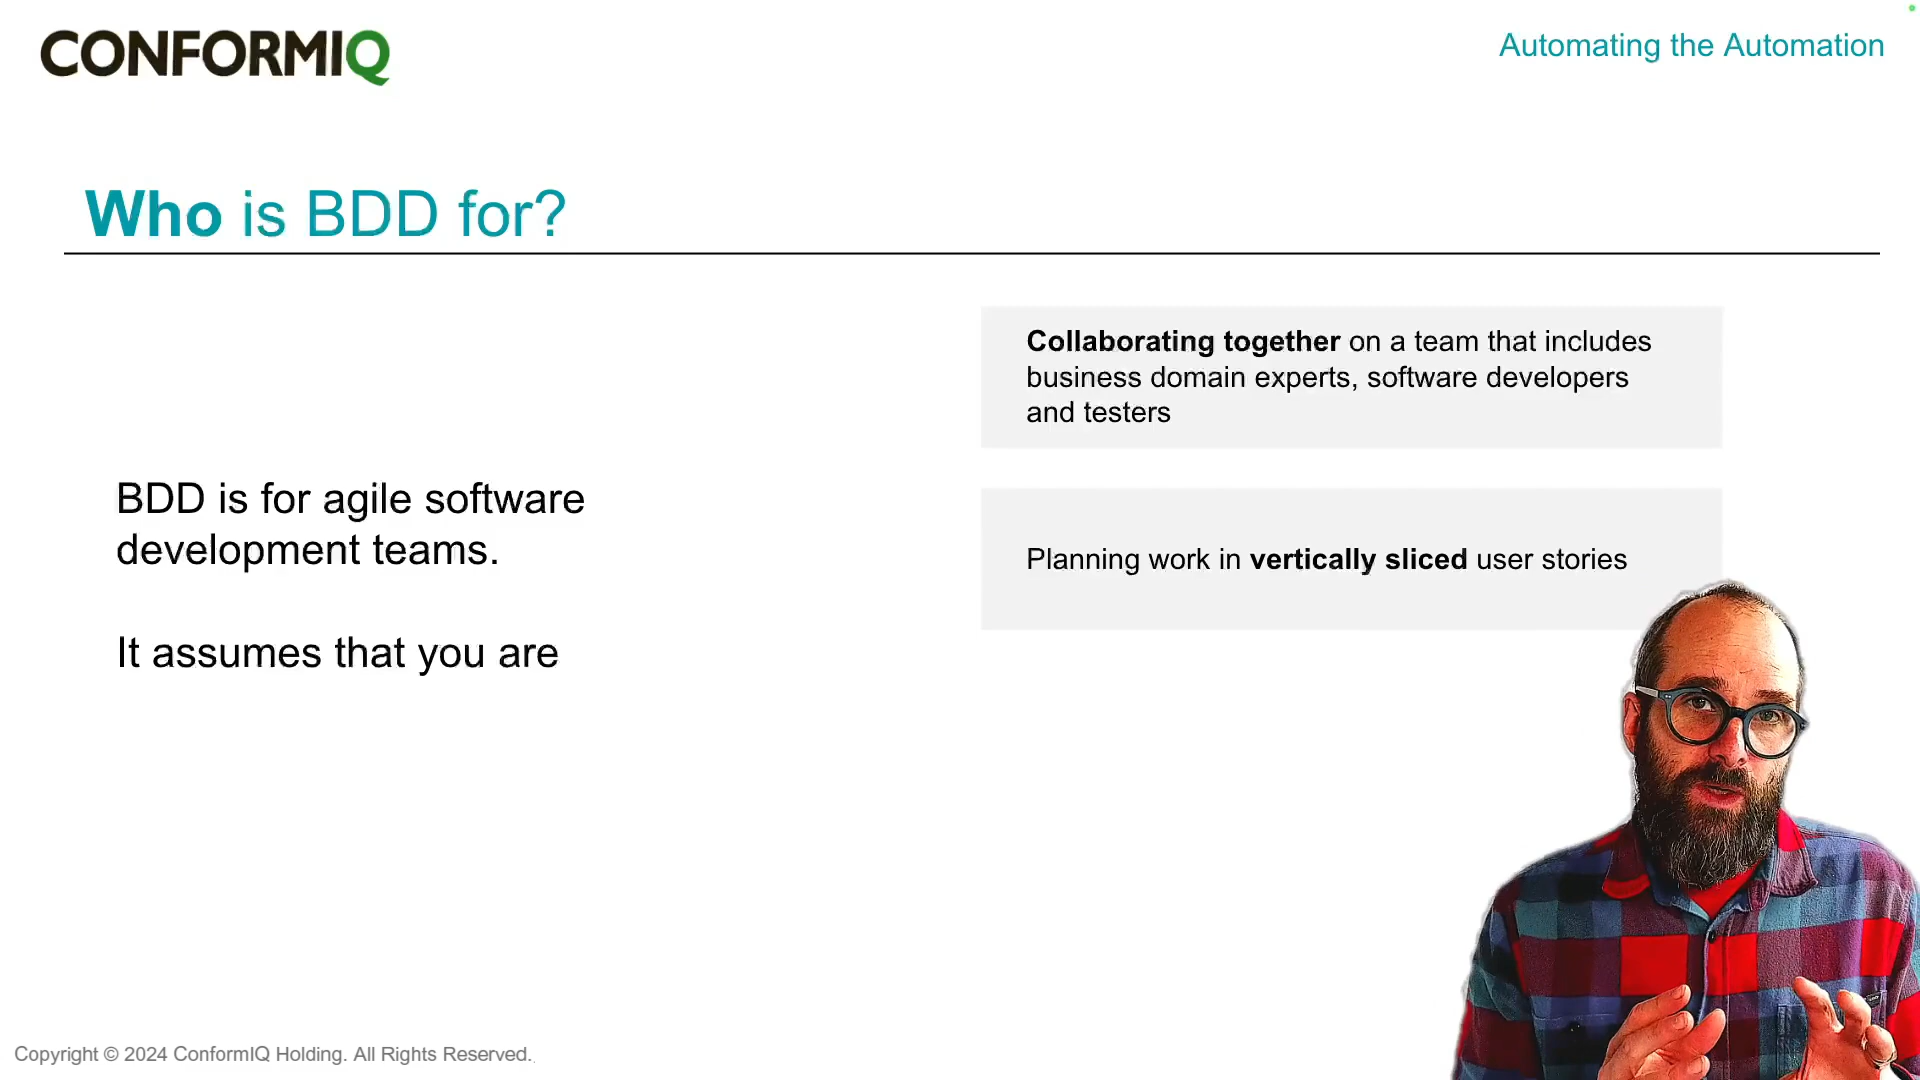 CONFORMIQ
Automating the Automation
Who is BDD for?
Collaborating together on a team that includes
business domain experts, software developers
and testers
BDD is for agile software
development teams.
Planning work in vertically sliced user stories
It assumes that you are
Copyright © 2024 ConformIQ Holding. All Rights Reserved.